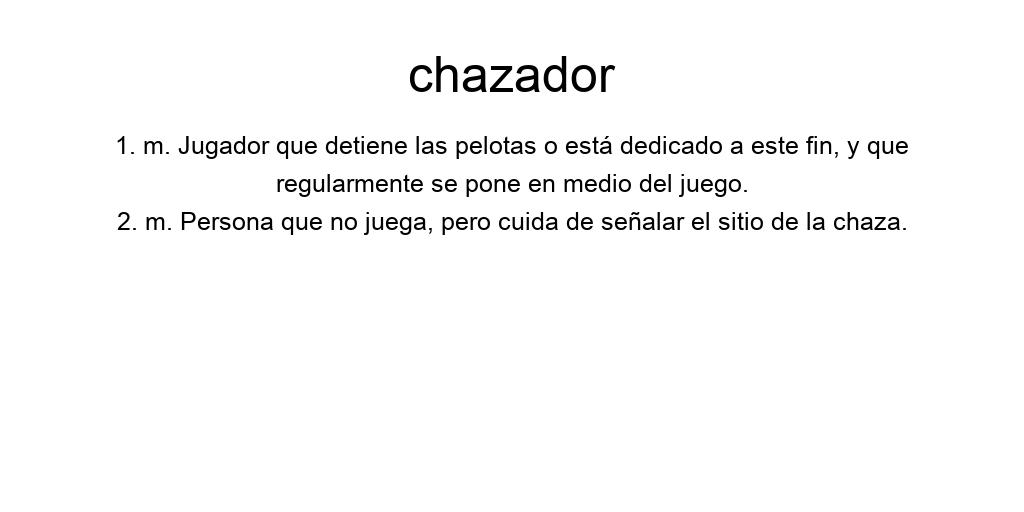 chazador
1. m. Jugador que detiene las pelotas o está dedicado a este fin, y que
regularmente se pone en medio del juego.
2. m. Persona que no juega, pero cuida de señalar el sitio de la chaza.